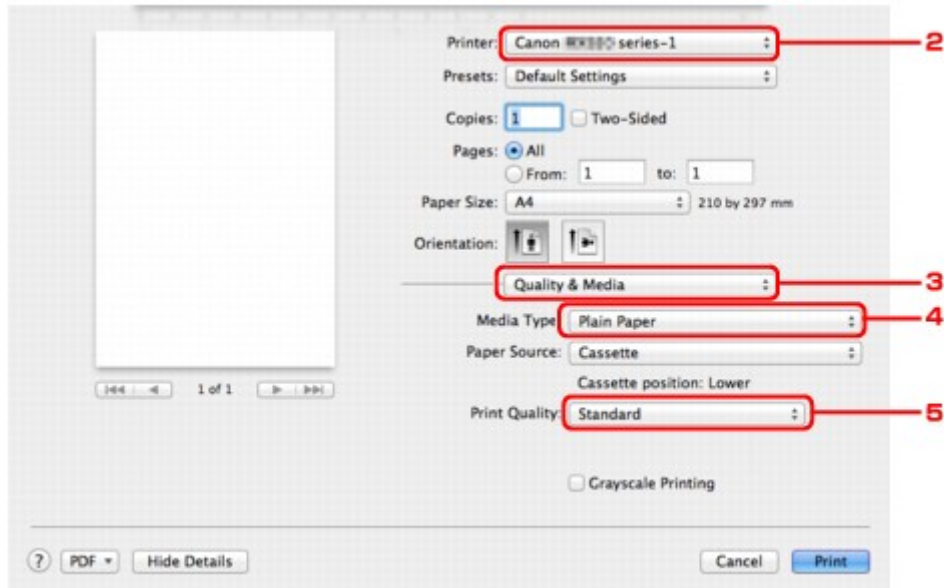 Printer: Canon series-1 2
Presets: Default Settings
Copies: 1 Two-Sided
Pages: All
From: 1 to: 1
Paper Size: A4 210 by 297 mm
Orientation:
Quality & Media 3
Media Type: Plain Paper 4
Paper Source: Cassette
Cassette position: Lower
1 of 1
Print Quality: Standard 5
Grayscale Printing
? PDF Hide Details Cancel Print